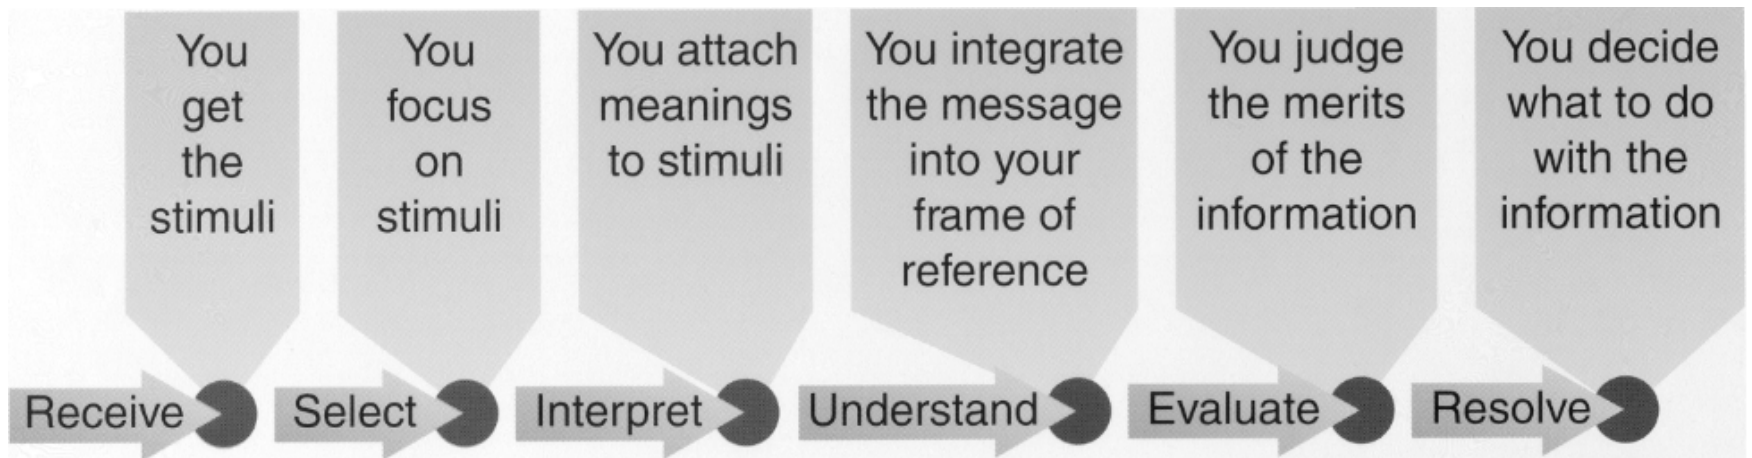 You
get
the
stimuli
You
focus
on
stimuli
You attach
meanings
to stimuli
You integrate
the message
into your
frame of
reference
You judge
the merits
of the
information
You decide
what to do
with the
information
Receive
Select
Interpret
Understand
Evaluate
Resolve